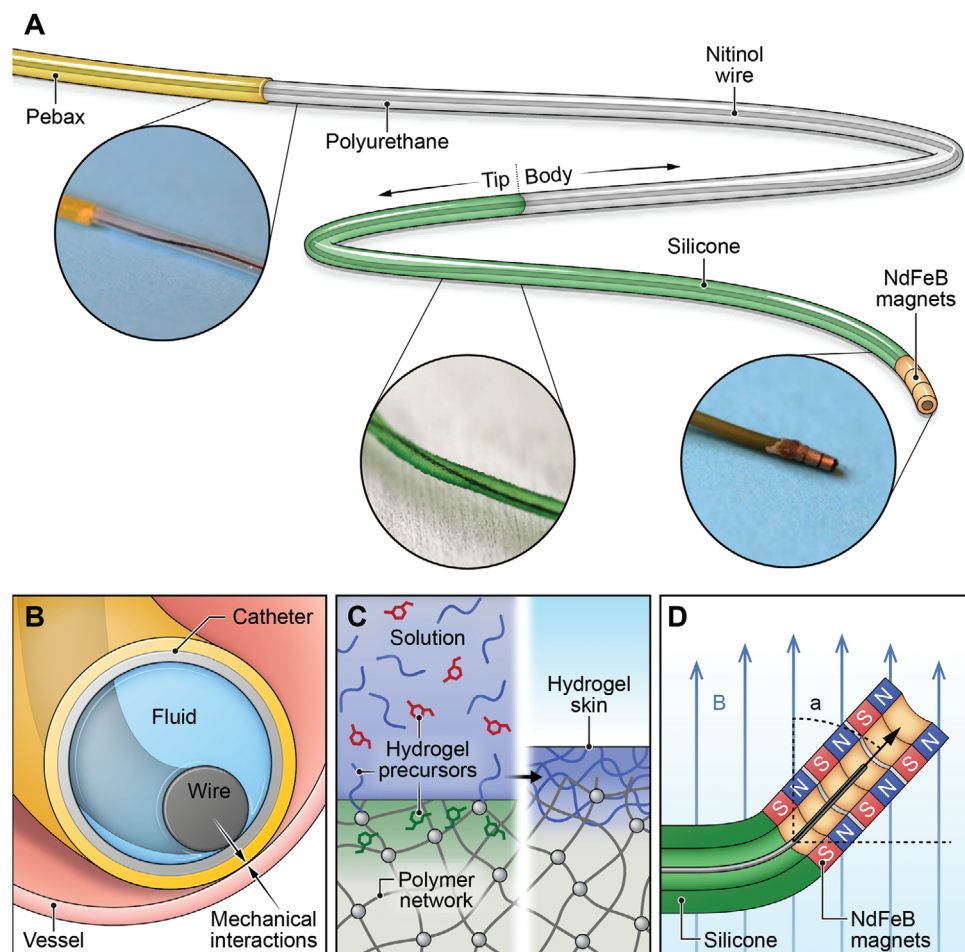 A
Nitinol
wire
Pebax
Polyurethane
Tip
Body
Silicone
NdFeB
magnets
B
Catheter
Fluid
Wire
Vessel
Mechanical
interactions
C
Solution
Hydrogel
precursors
Hydrogel
skin
Polymer
network
D
B
a
N
S
N
S
N
S
N
S
S
N
S
N
S
N
S
N
Silicone
NdFeB
magnets